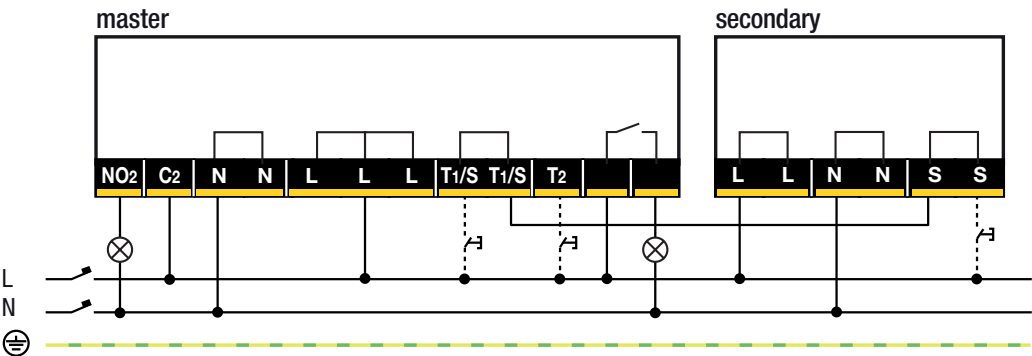 master secondary
NO2 C2 N N L L L T1/S T1/S T2 L L N N S S
L
N